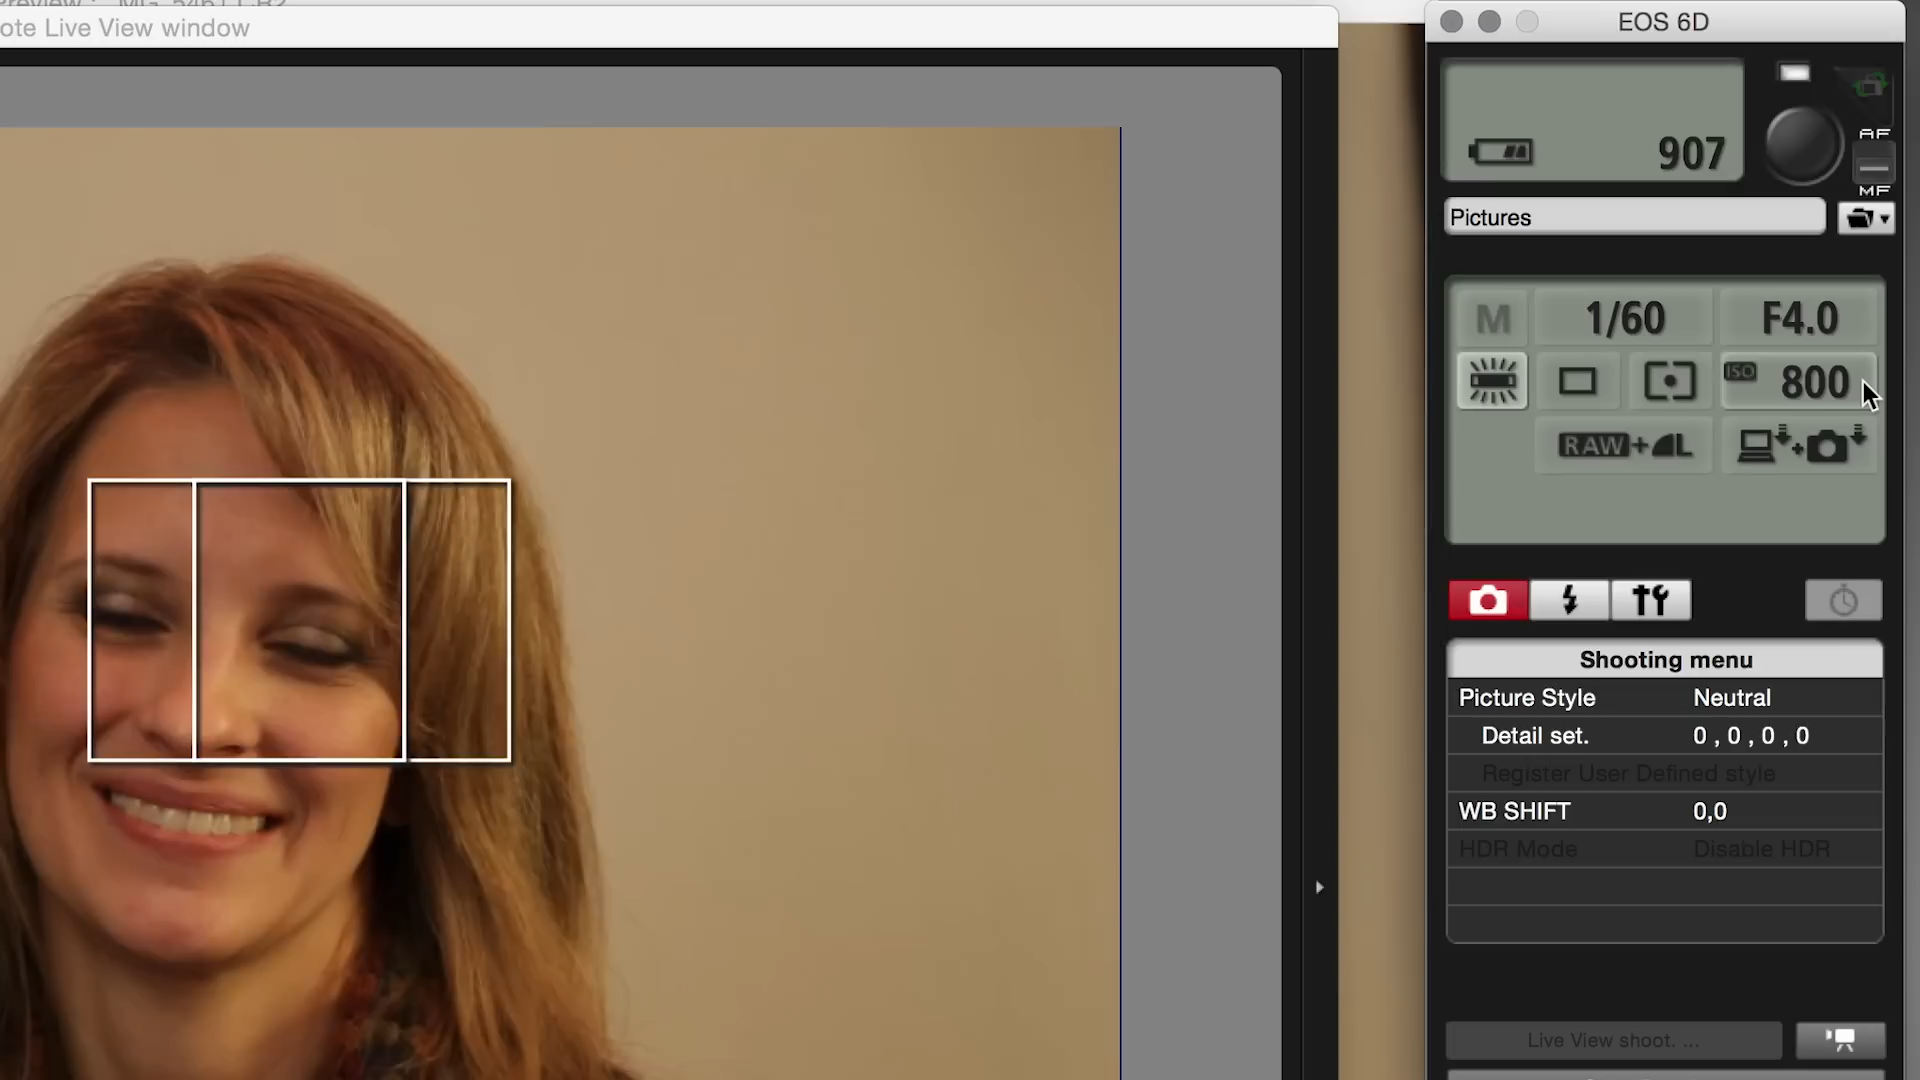 ote Live View window
EOS 6D
907
AF
MF
Pictures
M 1/60 F4.0
ISO 800
RAW+L
Shooting menu
Picture Style Neutral
Detail set. 0 , 0 , 0 , 0
Register User Defined style
WB SHIFT 0,0
HDR Mode Disable HDR
Live View shoot. ...